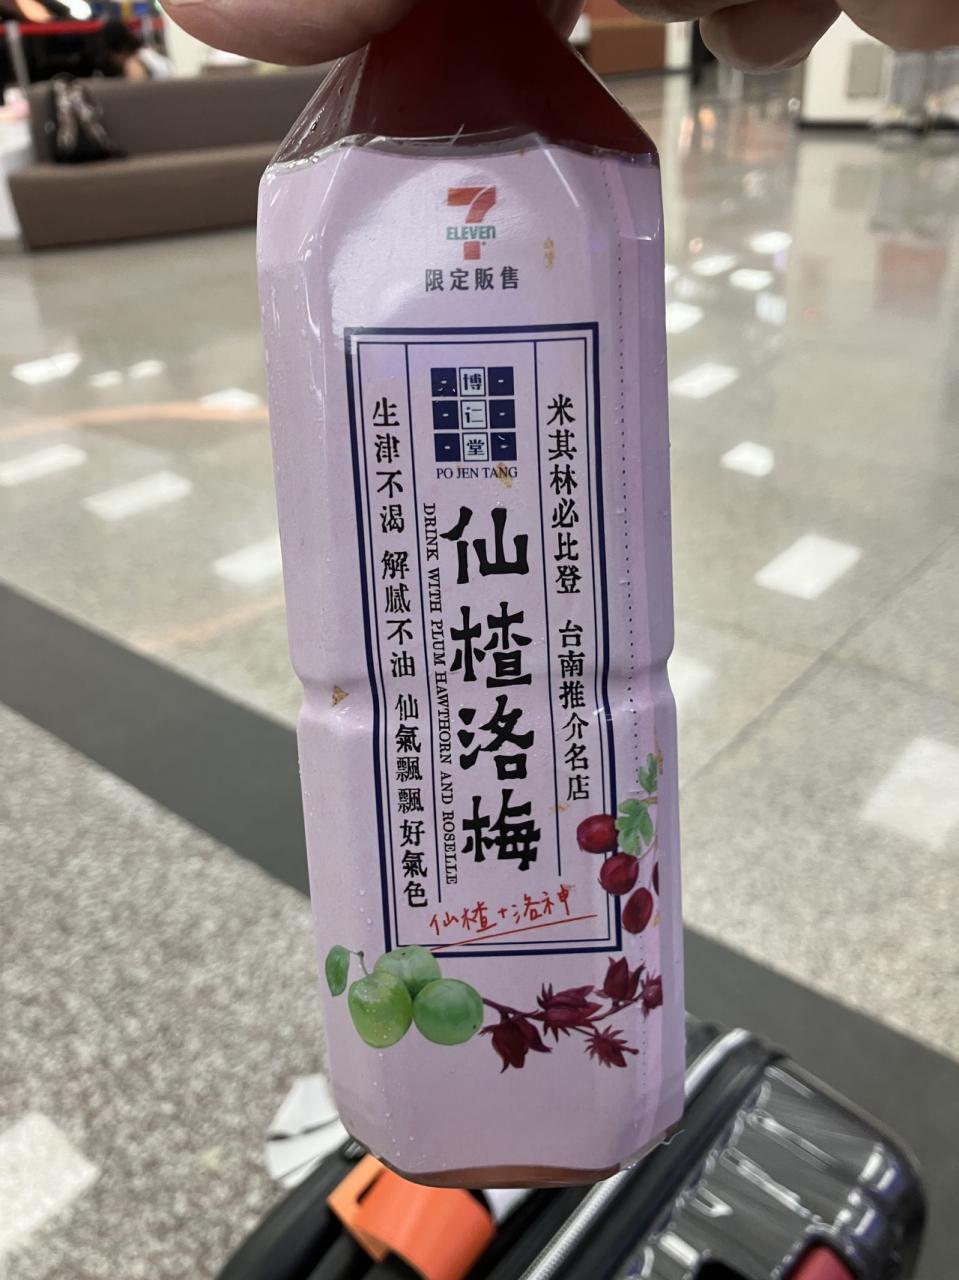 7
ELEVEN
限定販售
博仁堂
PO JEN TANG
米其林必比登 台南推介名店
仙楂洛梅
DRINK WITH PLUM HAWTHORN AND ROSELLE
生津不渴 解膩不油 仙氣飄飄好氣色
仙楂+洛神